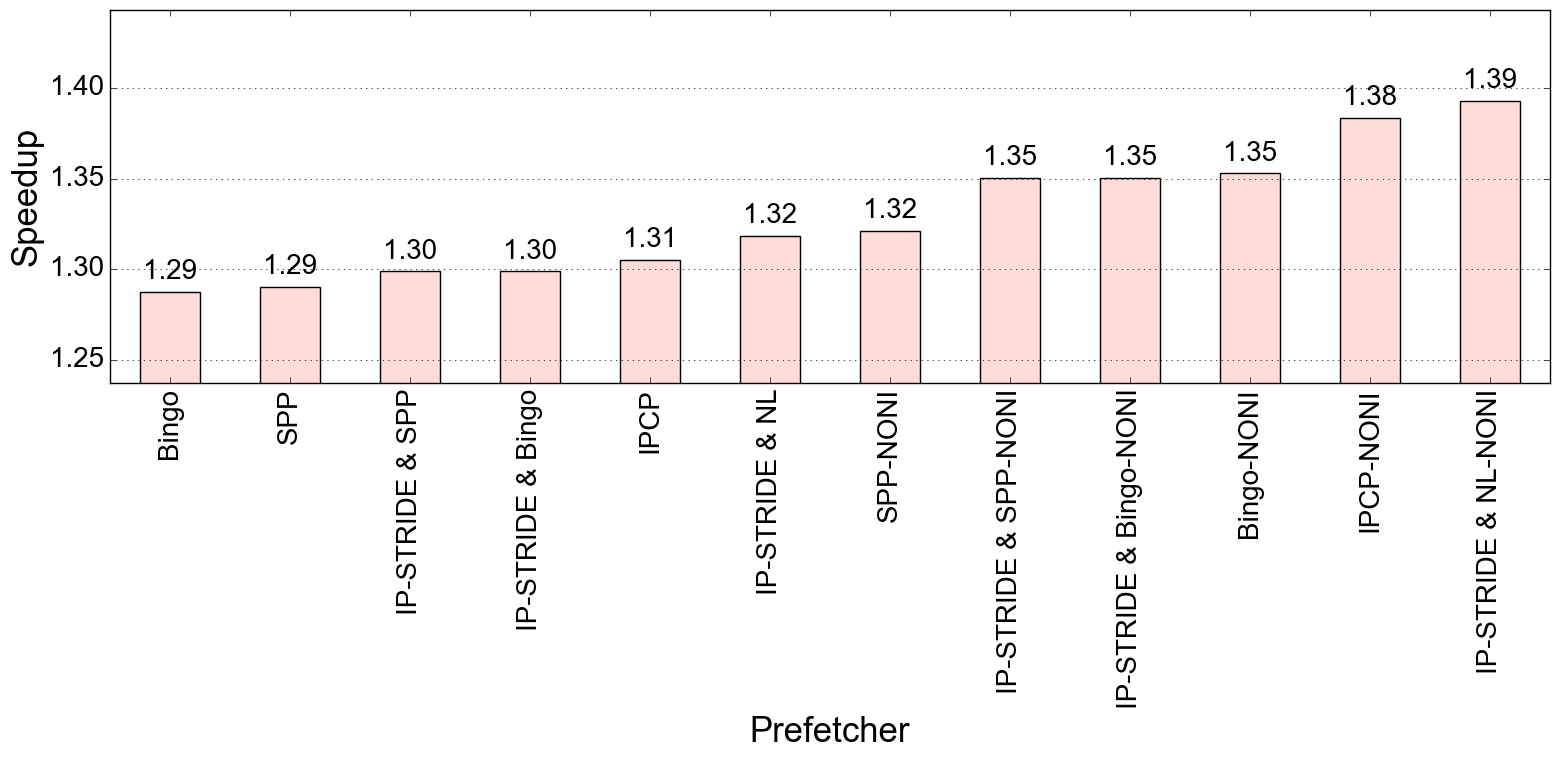 Speedup
1.40
1.35
1.30
1.25
1.29
1.29
1.30
1.30
1.31
1.32
1.32
1.35
1.35
1.35
1.38
1.39
Bingo
SPP
IP-STRIDE & SPP
IP-STRIDE & Bingo
IPCP
IP-STRIDE & NL
SPP-NONI
IP-STRIDE & SPP-NONI
IP-STRIDE & Bingo-NONI
Bingo-NONI
IPCP-NONI
IP-STRIDE & NL-NONI
Prefetcher